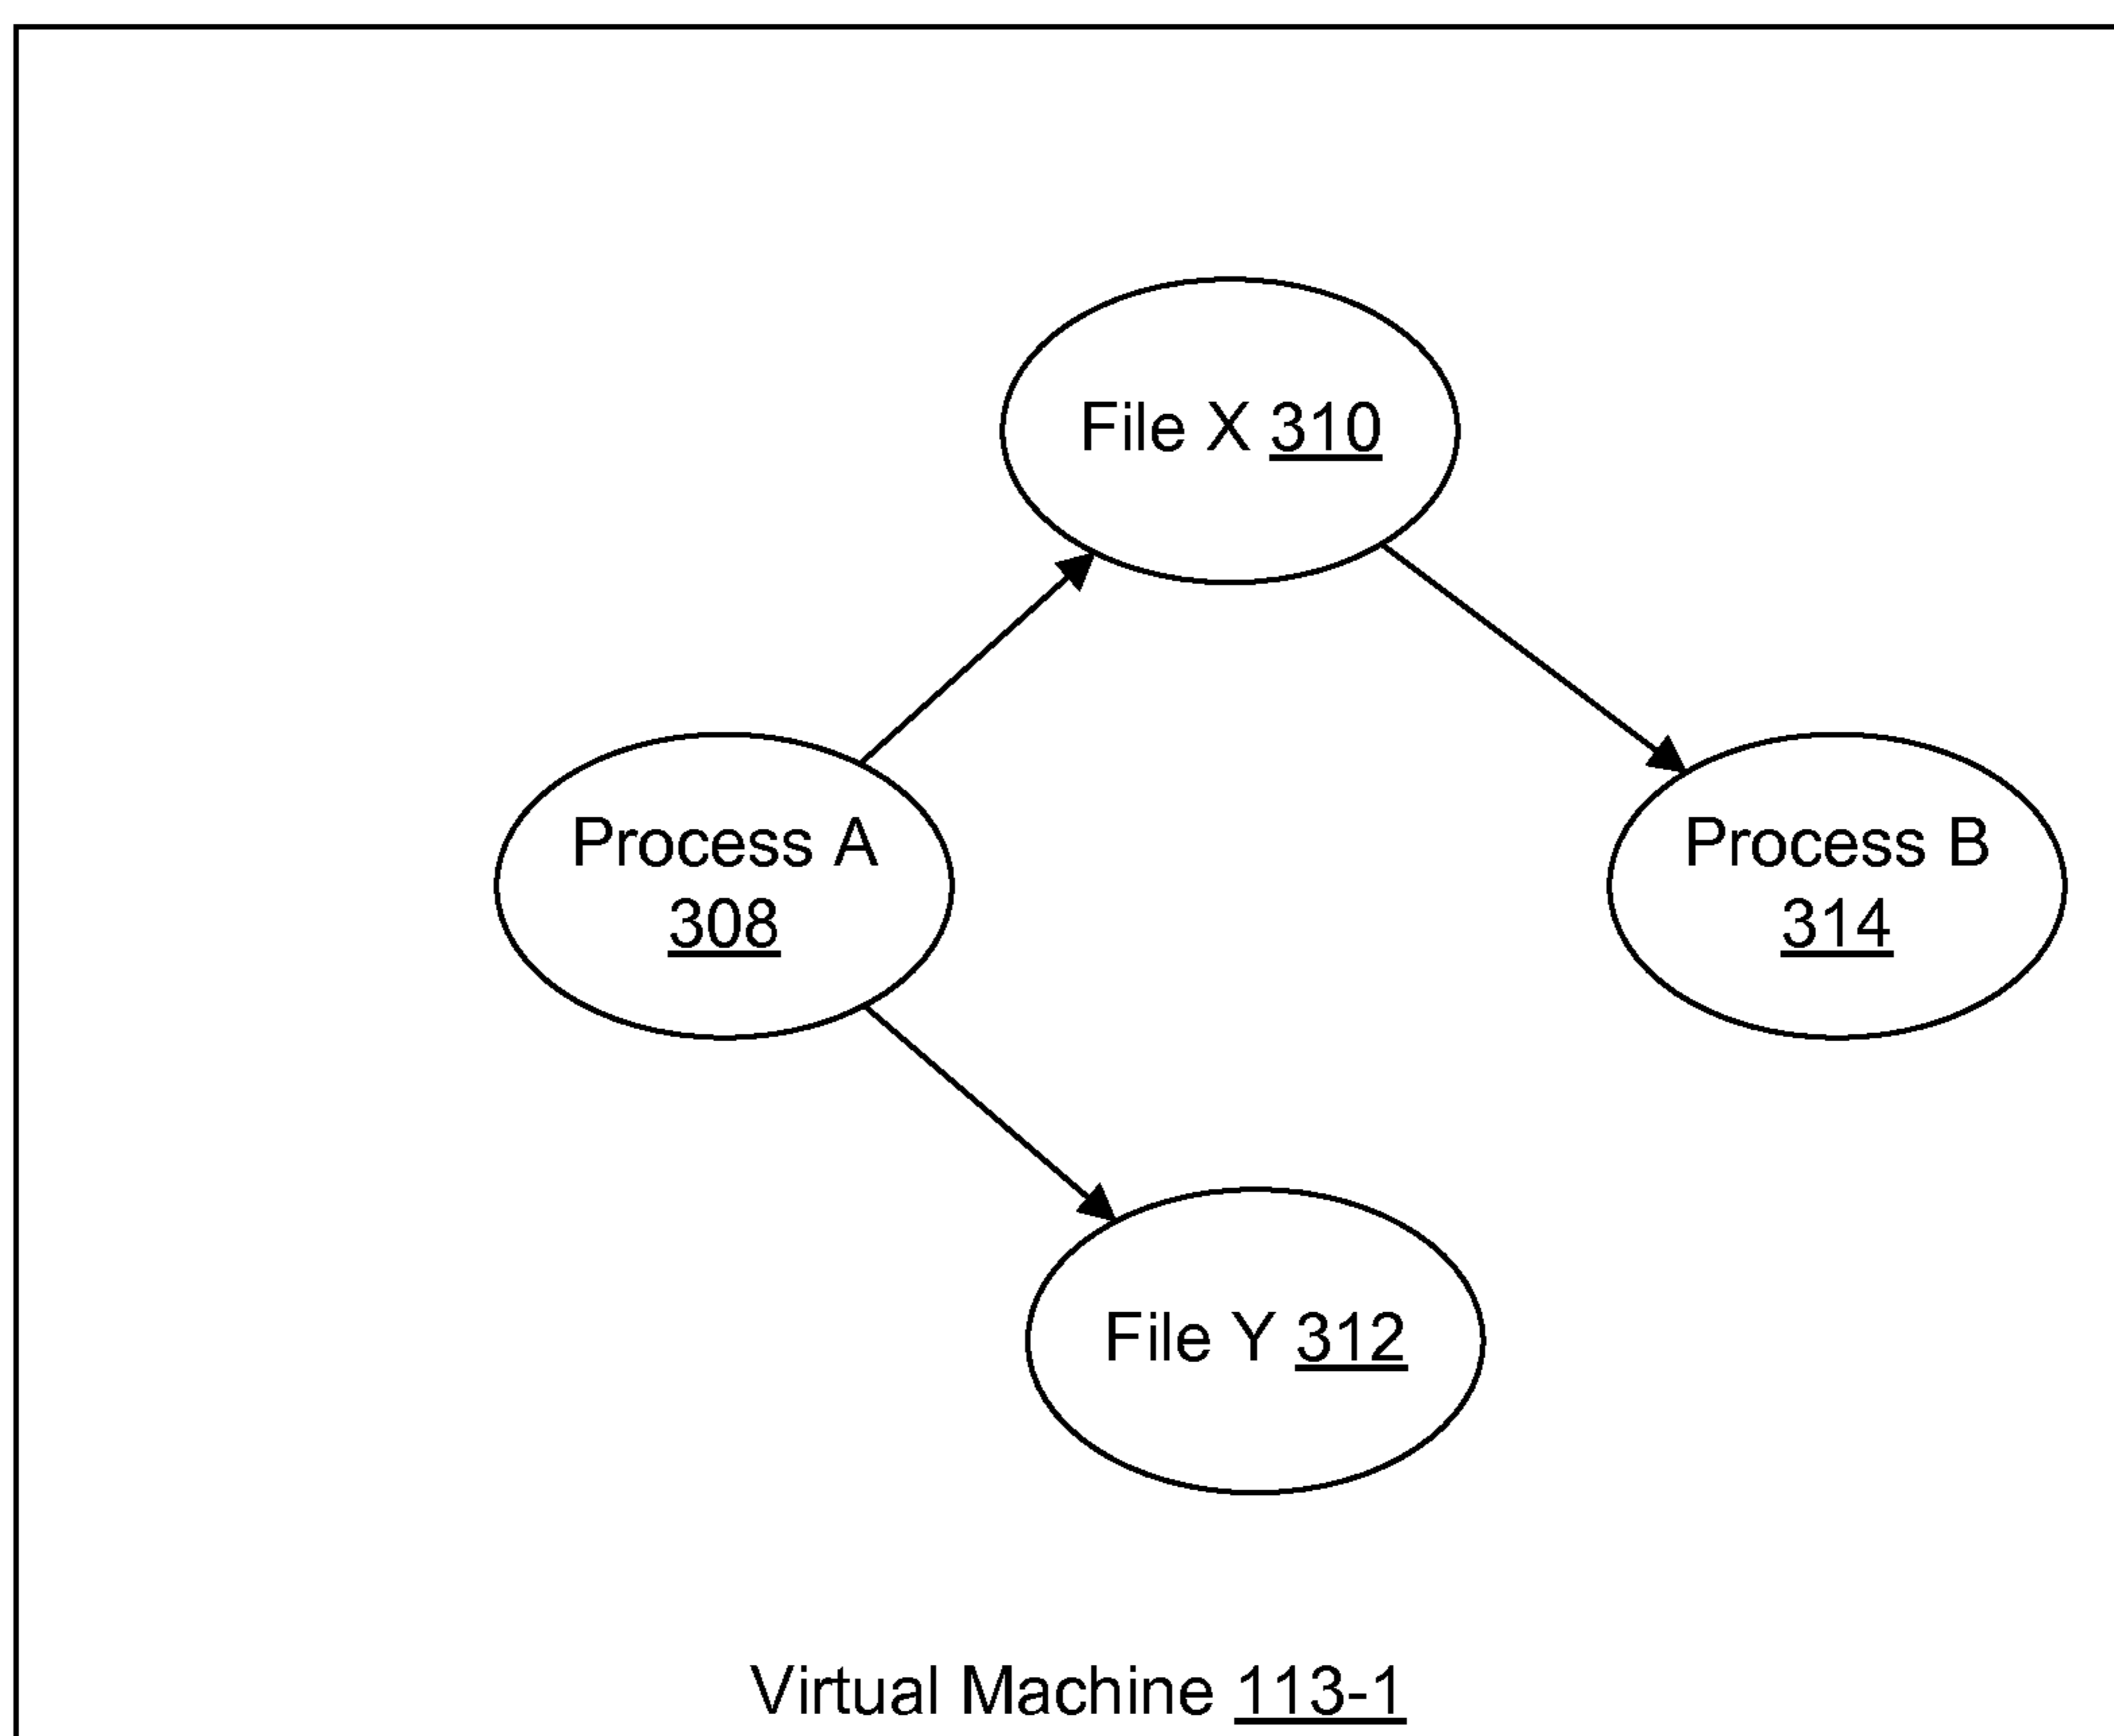 File X 310
Process A
308
Process B
314
File Y 312
Virtual Machine 113-1